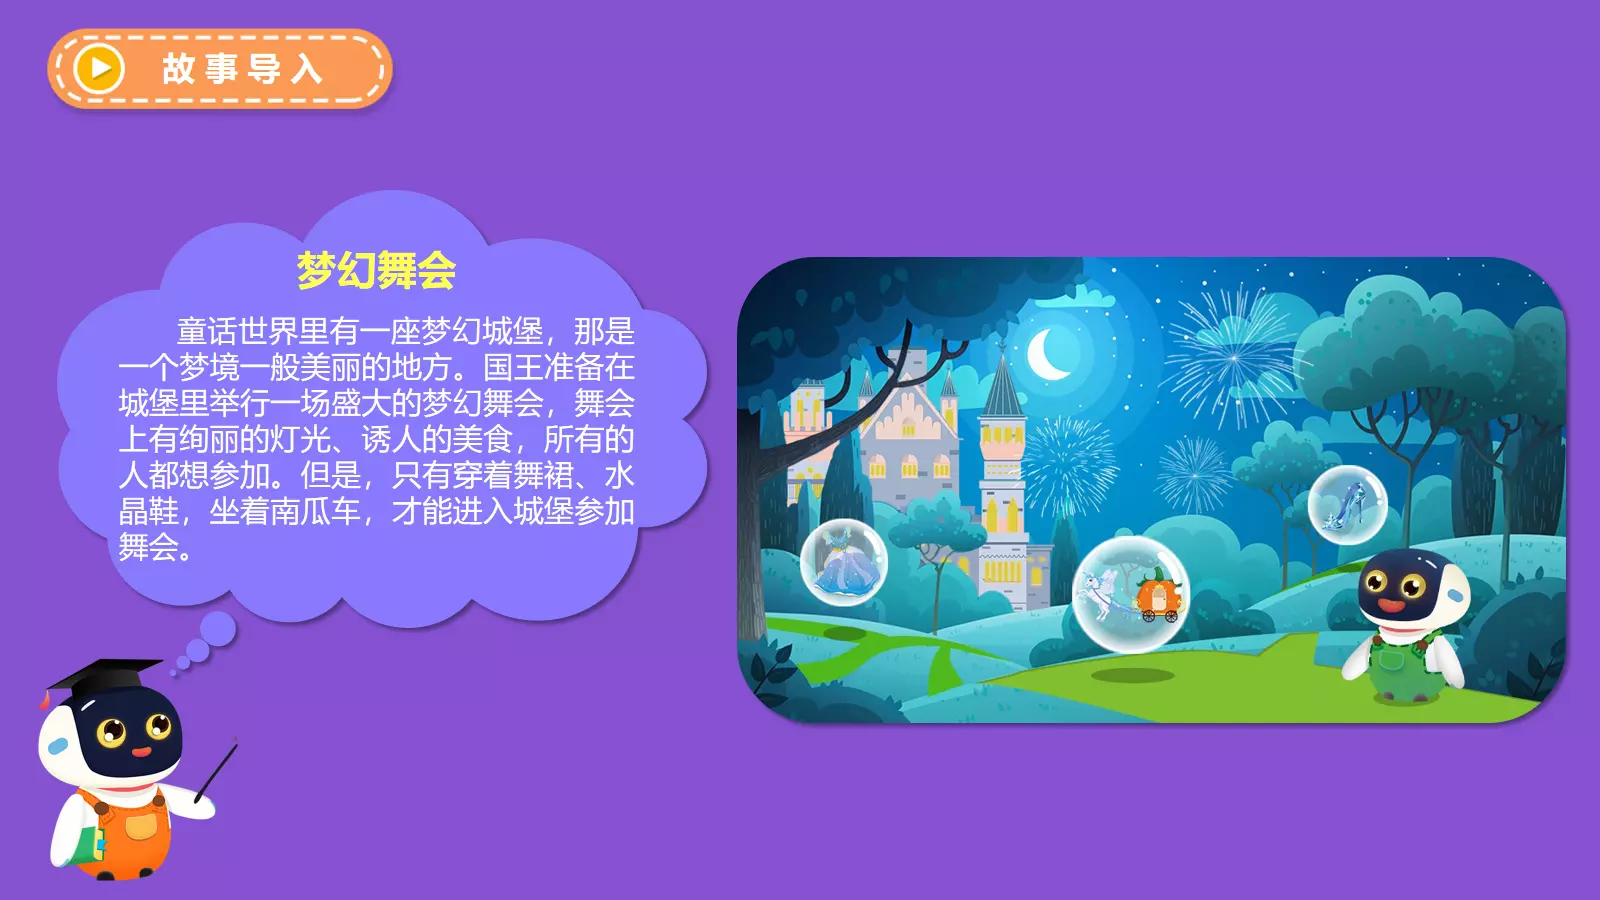 故事导入
梦幻舞会
童话世界里有一座梦幻城堡，那是
一个梦境一般美丽的地方。国王准备在
城堡里举行一场盛大的梦幻舞会，舞会
上有绚丽的灯光、诱人的美食，所有的
人都想参加。但是，只有穿着舞裙、水
晶鞋，坐着南瓜车，才能进入城堡参加
舞会。